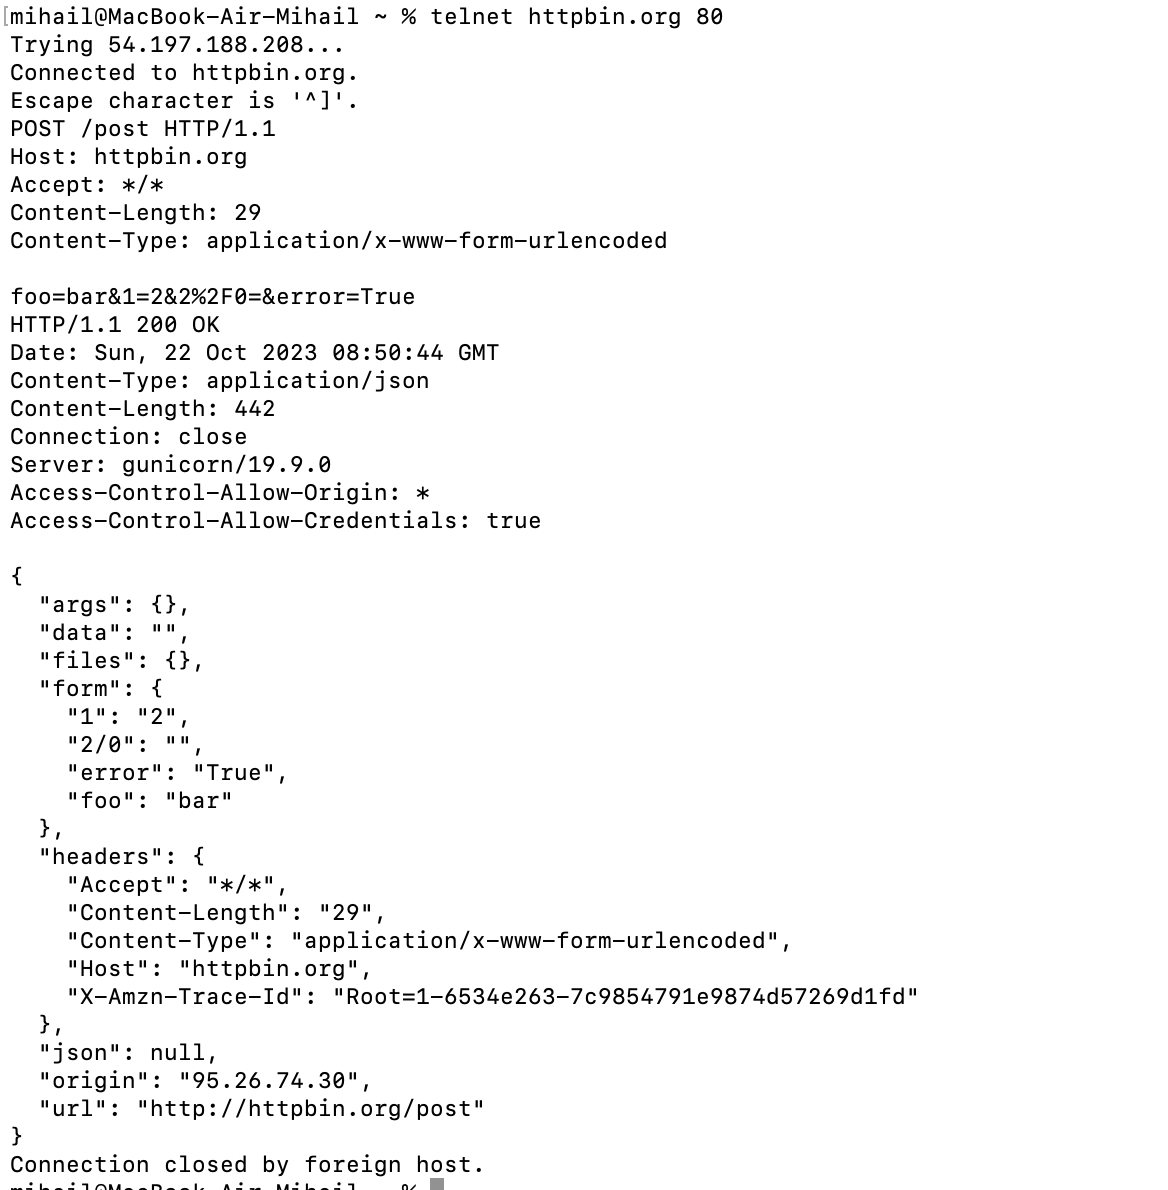 [mihail@MacBook-Air-Mihail ~ % telnet httpbin.org 80
Trying 54.197.188.208...
Connected to httpbin.org.
Escape character is '^]'.
POST /post HTTP/1.1
Host: httpbin.org
Accept: */*
Content-Length: 29
Content-Type: application/x-www-form-urlencoded

foo=bar&1=2&2%2F0=&error=True
HTTP/1.1 200 OK
Date: Sun, 22 Oct 2023 08:50:44 GMT
Content-Type: application/json
Content-Length: 442
Connection: close
Server: gunicorn/19.9.0
Access-Control-Allow-Origin: *
Access-Control-Allow-Credentials: true

{
  "args": {},
  "data": "",
  "files": {},
  "form": {
    "1": "2",
    "2/0": "",
    "error": "True",
    "foo": "bar"
  },
  "headers": {
    "Accept": "*/*",
    "Content-Length": "29",
    "Content-Type": "application/x-www-form-urlencoded",
    "Host": "httpbin.org",
    "X-Amzn-Trace-Id": "Root=1-6534e263-7c9854791e9874d57269d1fd"
  },
  "json": null,
  "origin": "95.26.74.30",
  "url": "http://httpbin.org/post"
}
Connection closed by foreign host.
mihail@MacBook-Air-Mihail ~ %